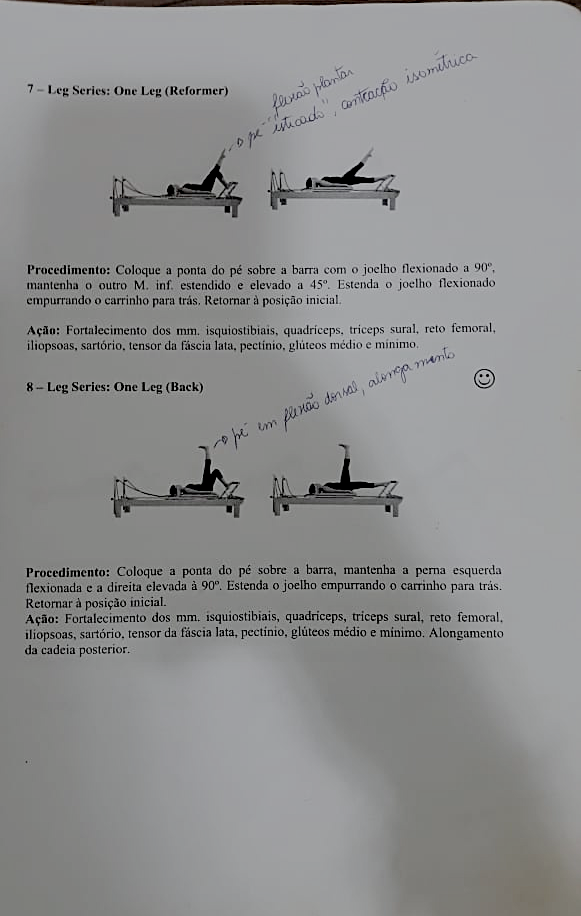 7 – Leg Series: One Leg (Reformer)
flexão plantar
pé "esticado", contração isométrica
Procedimento: Coloque a ponta do pé sobre a barra com o joelho flexionado a 90º,
mantenha o outro M. inf. estendido e elevado a 45º. Estenda o joelho flexionado
empurrando o carrinho para trás. Retornar à posição inicial.
Ação: Fortalecimento dos mm. isquiostibiais, quadríceps, tríceps sural, reto femoral,
iliopsoas, sartório, tensor da fáscia lata, pectínio, glúteos médio e mínimo.
8 – Leg Series: One Leg (Back)
pé em flexão dorsal, alongamento
Procedimento: Coloque a ponta do pé sobre a barra, mantenha a perna esquerda
flexionada e a direita elevada à 90º. Estenda o joelho empurrando o carrinho para trás.
Retornar à posição inicial.
Ação: Fortalecimento dos mm. isquiostibiais, quadríceps, tríceps sural, reto femoral,
iliopsoas, sartório, tensor da fáscia lata, pectínio, glúteos médio e mínimo. Alongamento
da cadeia posterior.